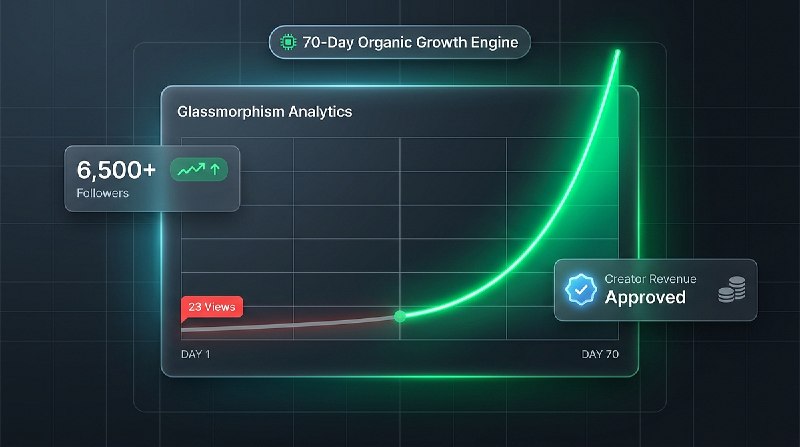 70-Day Organic Growth Engine
Glassmorphism Analytics
6,500+
Followers
23 Views
Creator Revenue
Approved
DAY 1
DAY 70